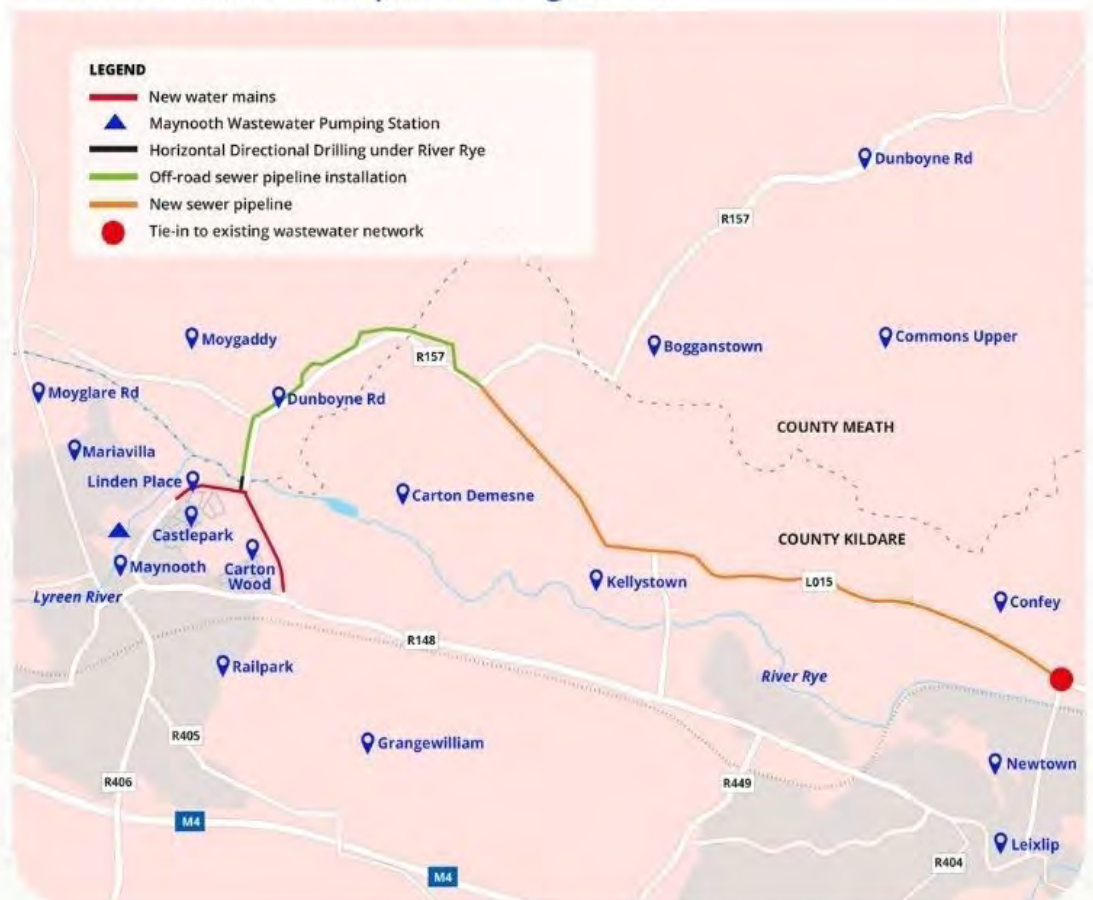 LEGEND
New water mains
Maynooth Wastewater Pumping Station
Horizontal Directional Drilling under River Rye
Off-road sewer pipeline installation
New sewer pipeline
Tie-in to existing wastewater network
Dunboyne Rd
R157
Moygaddy
Bogganstown
Commons Upper
R157
Moyglare Rd
Dunboyne Rd
COUNTY MEATH
Mariavilla
Linden Place
Carton Demesne
Castlepark
COUNTY KILDARE
Maynooth
Carton
Wood
Kellystown
L015
Lyreen River
Confey
R148
Railpark
River Rye
R405
Grangewilliam
Newtown
R406
R449
M4
Leixlip
R404
M4